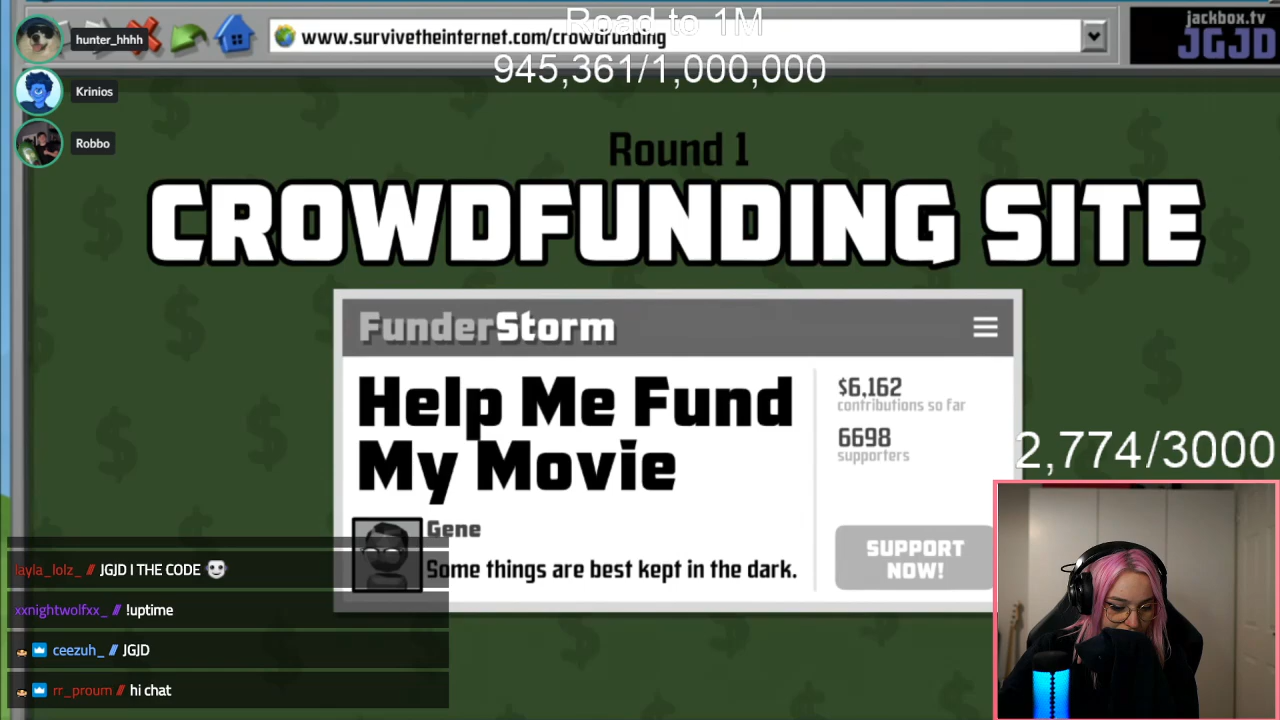 hunter_hhhh
Krinios
Robbo
www.survivetheinternet.com/crowdfunding
Road to 1M
945,361/1,000,000
jackbox.tv
JGJD
Round 1
CROWDFUNDING SITE
FunderStorm
Help Me Fund
My Movie
Gene
Some things are best kept in the dark.
$6,162
contributions so far
6698
supporters
SUPPORT
NOW!
2,774/3000
layla_lolz_ // JGJD I THE CODE
xxnightwolfxx_ // !uptime
ceezuh_ // JGJD
rr_proum // hi chat